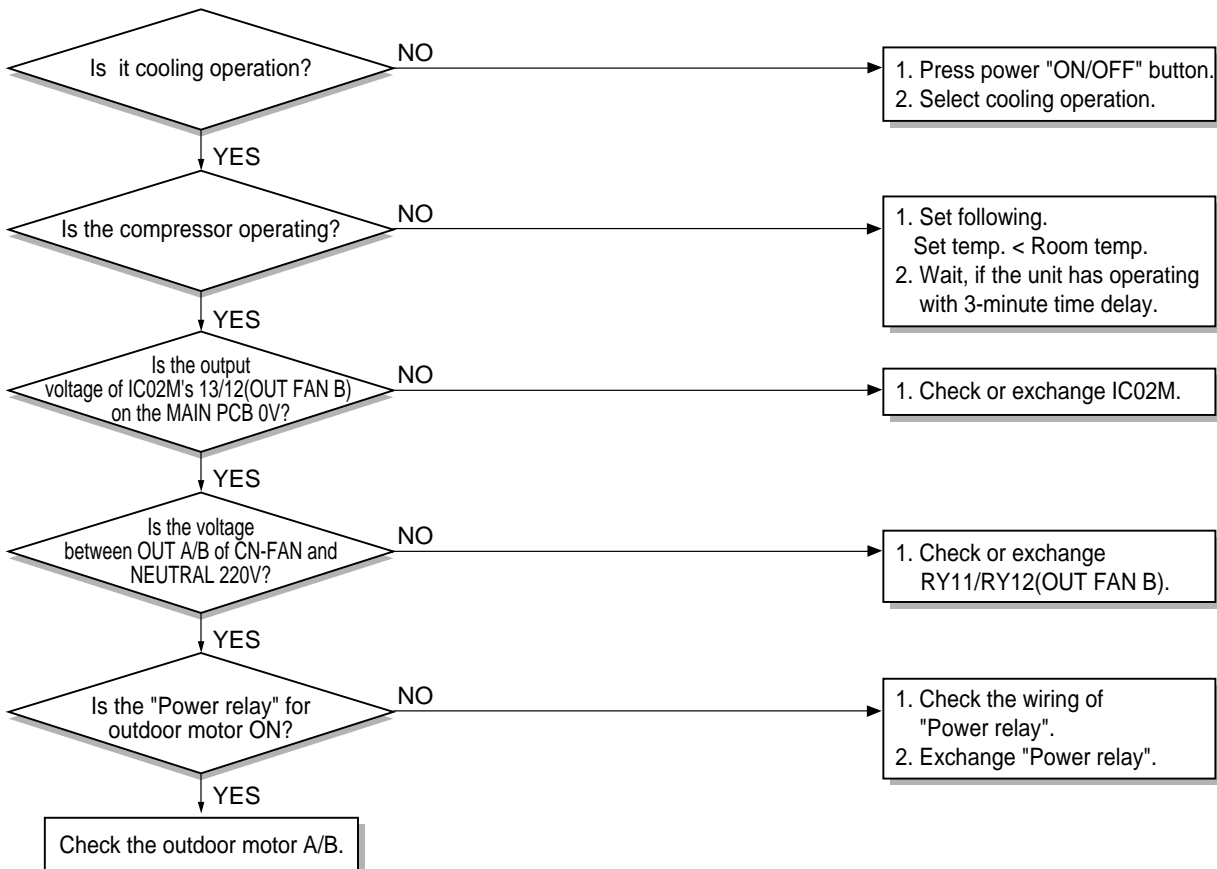 Is it cooling operation?
NO
1. Press power "ON/OFF" button.
2. Select cooling operation.
YES
Is the compressor operating?
NO
1. Set following.
Set temp. < Room temp.
2. Wait, if the unit has operating
with 3-minute time delay.
YES
Is the output
voltage of IC02M's 13/12(OUT FAN B)
on the MAIN PCB 0V?
NO
1. Check or exchange IC02M.
YES
Is the voltage
between OUT A/B of CN-FAN and
NEUTRAL 220V?
NO
1. Check or exchange
RY11/RY12(OUT FAN B).
YES
Is the "Power relay" for
outdoor motor ON?
NO
1. Check the wiring of
"Power relay".
2. Exchange "Power relay".
YES
Check the outdoor motor A/B.